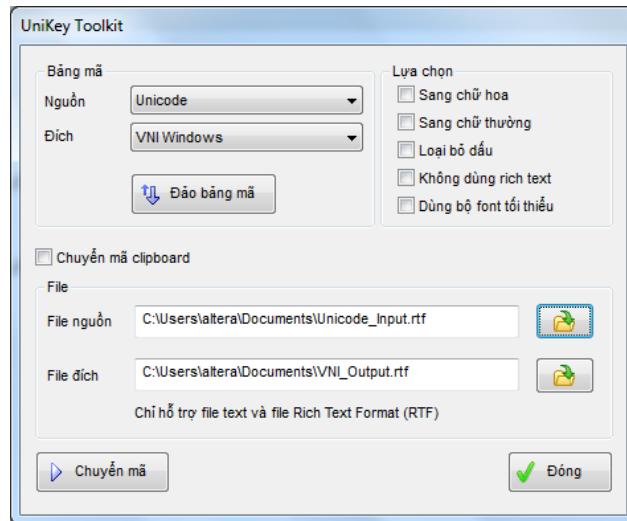 UniKey Toolkit
Bảng mã
Nguồn
Unicode
Đích
VNI Windows
Đảo bảng mã
Lựa chọn
Sang chữ hoa
Sang chữ thường
Loại bỏ dấu
Không dùng rich text
Dùng bộ font tối thiểu
Chuyển mã clipboard
File
File nguồn
C:\Users\altera\Documents\Unicode_Input.rtf
File đích
C:\Users\altera\Documents\VNI_Output.rtf
Chỉ hỗ trợ file text và file Rich Text Format (RTF)
Chuyển mã
Đóng